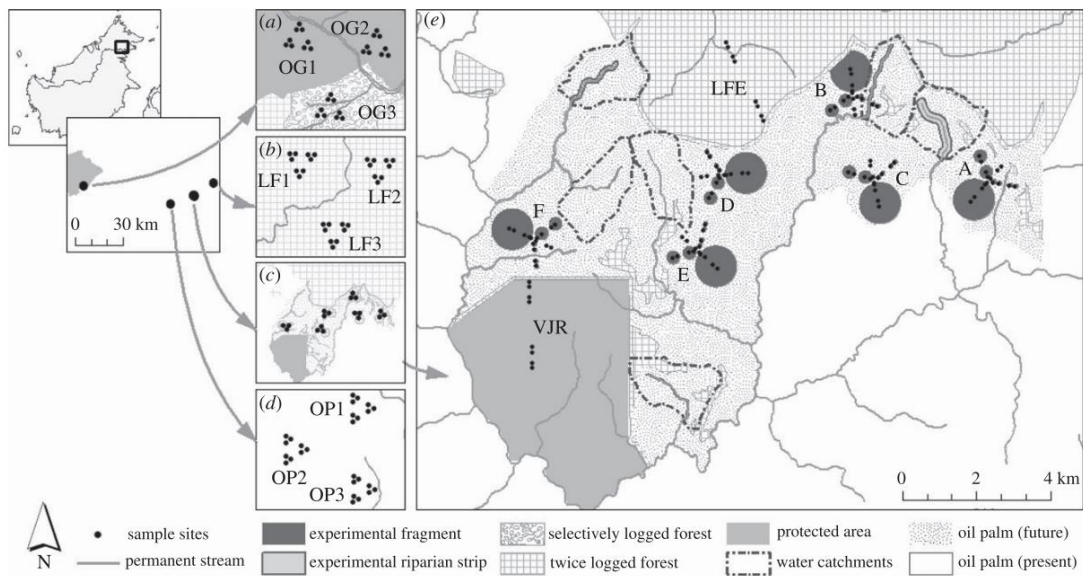 (a)
OG2
OG1
OG3
(b)
LF1
LF2
LF3
(c)
(d)
OP1
OP2
OP3
0 30 km
(e)
LFE
B
A
C
D
F
E
VJR
0 2 4 km
N
sample sites
permanent stream
experimental fragment
experimental riparian strip
selectively logged forest
twice logged forest
protected area
water catchments
oil palm (future)
oil palm (present)